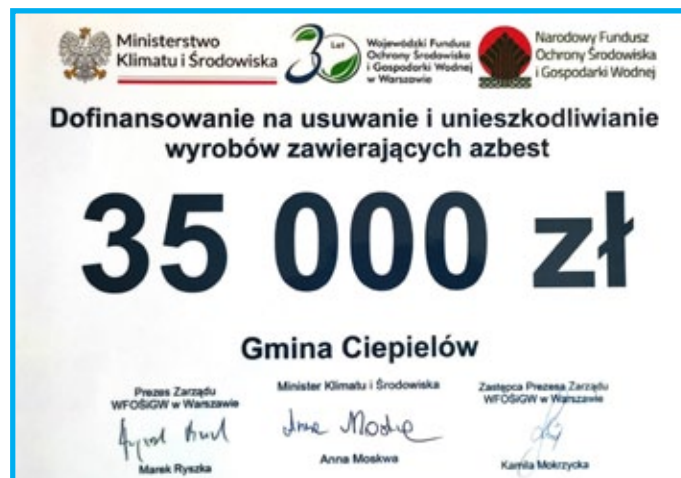 Ministerstwo
Klimatu i Środowiska
30 Lat
Wojewódzki Fundusz
Ochrony Środowiska
i Gospodarki Wodnej
w Warszawie
Narodowy Fundusz
Ochrony Środowiska
i Gospodarki Wodnej
Dofinansowanie na usuwanie i unieszkodliwianie
wyrobów zawierających azbest
35 000 zł
Gmina Ciepielów
Prezes Zarządu
WFOŚiGW w Warszawie
Marek Ryszka
Minister Klimatu i Środowiska
Anna Moskwa
Zastępca Prezesa Zarządu
WFOŚiGW w Warszawie
Kamila Mokrzycka